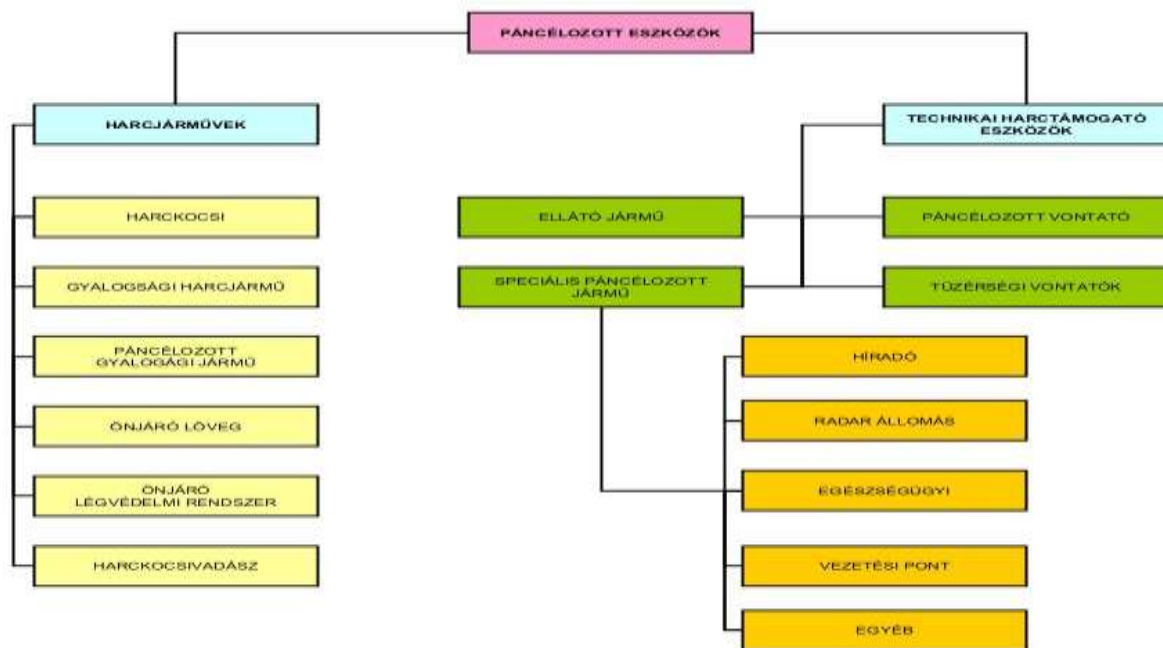 PÁNCÉLOZOTT ESZKÖZÖK
HARCJÁRMŰVEK
TECHNIKAI HARCTÁMOGATÓ
ESZKÖZÖK
HARCKOCSI
ELLÁTÓ JÁRMŰ
PÁNCÉLOZOTT VONTATÓ
GYALOGSÁGI HARCJÁRMŰ
SPECIÁLIS PÁNCÉLOZOTT
JÁRMŰ
TÜZÉRSÉGI VONTATÓK
PÁNCÉLOZOTT
GYALOGÁGI JÁRMŰ
HÍRADÓ
ÖNJÁRÓ LÖVEG
RADAR ÁLLOMÁS
ÖNJÁRÓ
LÉGVÉDELMI RENDSZER
EGÉSZSÉGÜGYI
HARCKOCSIVADÁSZ
VEZETÉSI PONT
EGYÉB